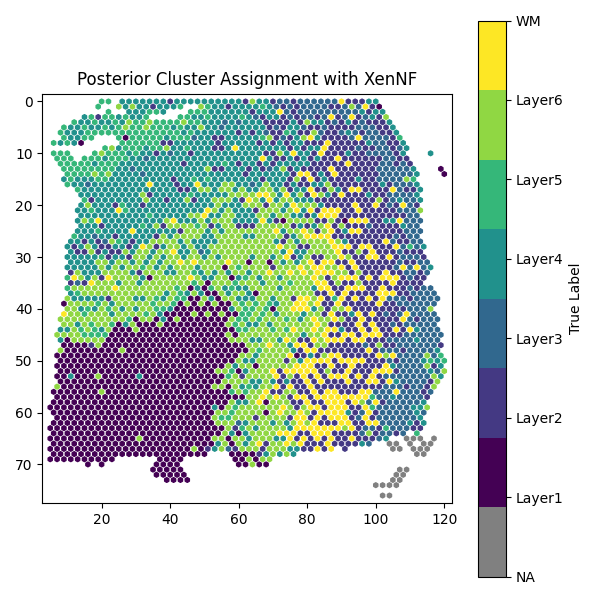 Posterior Cluster Assignment with XenNF
0
10
20
30
40
50
60
70
20
40
60
80
100
120
WM
Layer6
Layer5
Layer4
Layer3
Layer2
Layer1
NA
True Label